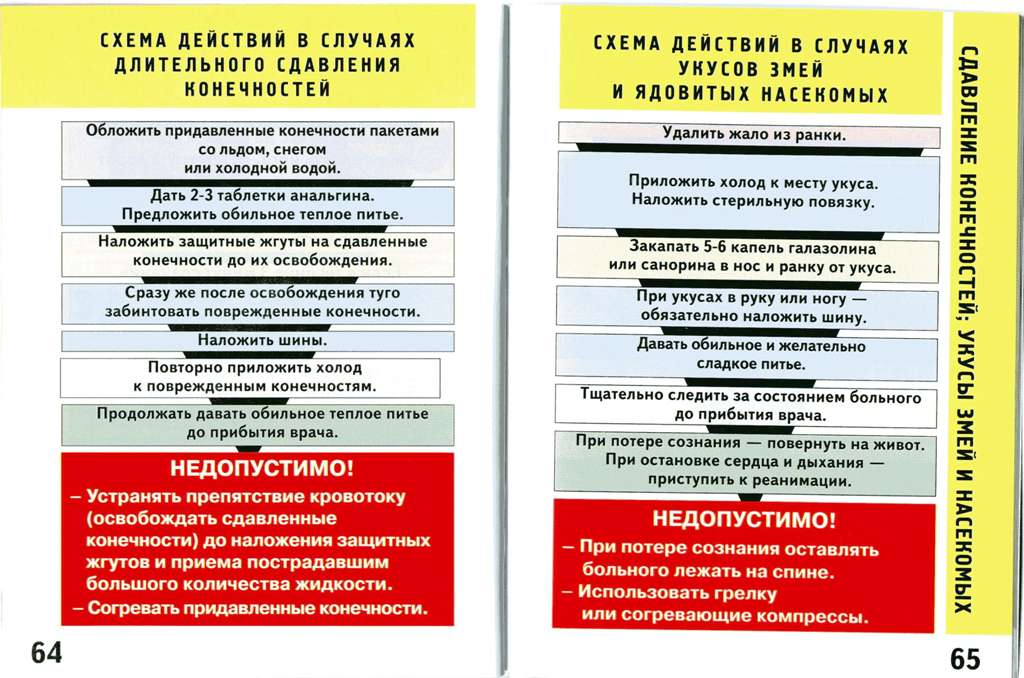 СХЕМА ДЕЙСТВИЙ В СЛУЧАЯХ
ДЛИТЕЛЬНОГО СДАВЛЕНИЯ
КОНЕЧНОСТЕЙ
Обложить придавленные конечности пакетами
со льдом, снегом
или холодной водой.
Дать 2-3 таблетки анальгина.
Предложить обильное теплое питье.
Наложить защитные жгуты на сдавленные
конечности до их освобождения.
Сразу же после освобождения туго
забинтовать поврежденные конечности.
Наложить шины.
Повторно приложить холод
к поврежденным конечностям.
Продолжать давать обильное теплое питье
до прибытия врача.
НЕДОПУСТИМО!
– Устранять препятствие кровотоку
(освобождать сдавленные
конечности) до наложения защитных
жгутов и приема пострадавшим
большого количества жидкости.
– Согревать придавленные конечности.
64
СХЕМА ДЕЙСТВИЙ В СЛУЧАЯХ
УКУСОВ ЗМЕЙ
И ЯДОВИТЫХ НАСЕКОМЫХ
Удалить жало из ранки.
Приложить холод к месту укуса.
Наложить стерильную повязку.
Закапать 5-6 капель галазолина
или санорина в нос и ранку от укуса.
При укусах в руку или ногу —
обязательно наложить шину.
Давать обильное и желательно
сладкое питье.
Тщательно следить за состоянием больного
до прибытия врача.
При потере сознания — повернуть на живот.
При остановке сердца и дыхания —
приступить к реанимации.
НЕДОПУСТИМО!
– При потере сознания оставлять
больного лежать на спине.
– Использовать грелку
или согревающие компрессы.
65
СДАВЛЕНИЕ КОНЕЧНОСТЕЙ; УКУСЫ ЗМЕЙ И НАСЕКОМЫХ